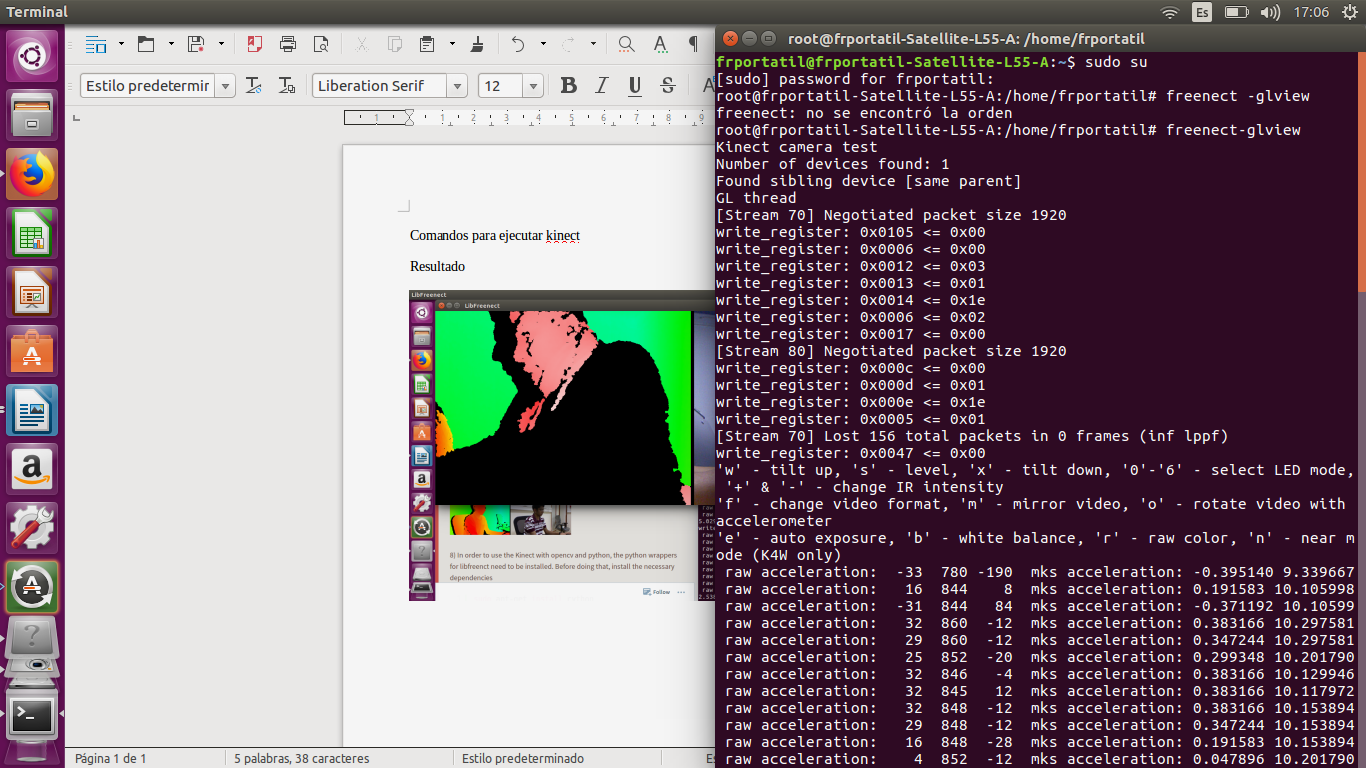 Terminal
Es
17:06
Estilo predeterminar
Liberation Serif
12
B I U S A
1 1 2 3 4 5 6 7 8 9
Comandos para ejecutar kinect
Resultado
LibFreenect
LibFreenect
8) In order to use the Kinect with opencv and python, the python wrappers
for libfreenct need to be installed. Before doing that, install the necessary
dependencies
Follow
Página 1 de 1
5 palabras, 38 caracteres
Estilo predeterminado
Es
root@frportatil-Satellite-L55-A: /home/frportatil
frportatil@frportatil-Satellite-L55-A:~$ sudo su
[sudo] password for frportatil:
root@frportatil-Satellite-L55-A:/home/frportatil# freenect -glview
freenect: no se encontró la orden
root@frportatil-Satellite-L55-A:/home/frportatil# freenect-glview
Kinect camera test
Number of devices found: 1
Found sibling device [same parent]
GL thread
[Stream 70] Negotiated packet size 1920
write_register: 0x0105 <= 0x00
write_register: 0x0006 <= 0x00
write_register: 0x0012 <= 0x03
write_register: 0x0013 <= 0x01
write_register: 0x0014 <= 0x1e
write_register: 0x0006 <= 0x02
write_register: 0x0017 <= 0x00
[Stream 80] Negotiated packet size 1920
write_register: 0x000c <= 0x00
write_register: 0x000d <= 0x01
write_register: 0x000e <= 0x1e
write_register: 0x0005 <= 0x01
[Stream 70] Lost 156 total packets in 0 frames (inf lppf)
write_register: 0x0047 <= 0x00
'w' - tilt up, 's' - level, 'x' - tilt down, '0'-'6' - select LED mode,
'+' & '-' - change IR intensity
'f' - change video format, 'm' - mirror video, 'o' - rotate video with
accelerometer
'e' - auto exposure, 'b' - white balance, 'r' - raw color, 'n' - near m
ode (K4W only)
raw acceleration: -33 780 -190 mks acceleration: -0.395140 9.339667
raw acceleration: 16 844 8 mks acceleration: 0.191583 10.105998
raw acceleration: -31 844 84 mks acceleration: -0.371192 10.10599
raw acceleration: 32 860 -12 mks acceleration: 0.383166 10.297581
raw acceleration: 29 860 -12 mks acceleration: 0.347244 10.297581
raw acceleration: 25 852 -20 mks acceleration: 0.299348 10.201790
raw acceleration: 32 846 -4 mks acceleration: 0.383166 10.129946
raw acceleration: 32 845 12 mks acceleration: 0.383166 10.117972
raw acceleration: 32 848 -12 mks acceleration: 0.383166 10.153894
raw acceleration: 29 848 -12 mks acceleration: 0.347244 10.153894
raw acceleration: 16 848 -28 mks acceleration: 0.191583 10.153894
raw acceleration: 4 852 -12 mks acceleration: 0.047896 10.201790